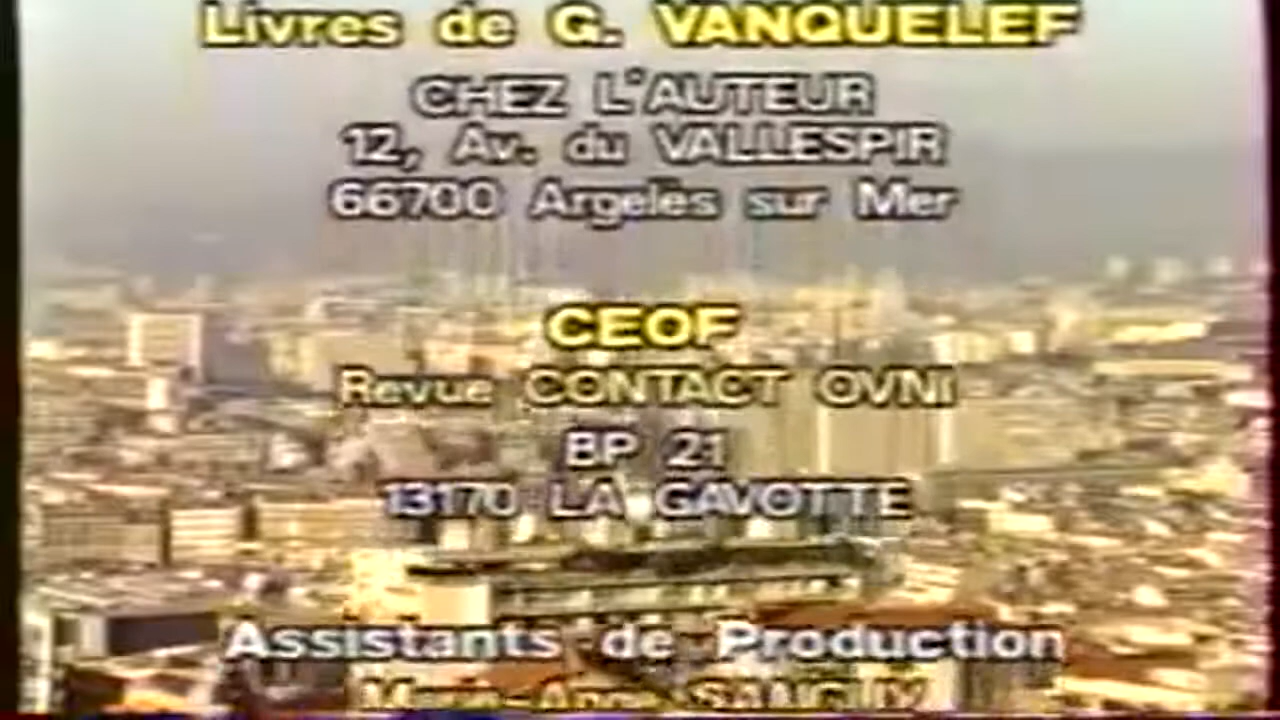 Livres de G. VANQUELEF
CHEZ L'AUTEUR
12, Av. du VALLESPIR
66700 Argelès sur Mer
CEOF
Revue CONTACT OVNI
BP 21
13170 LA GAVOTTE
Assistants de Production